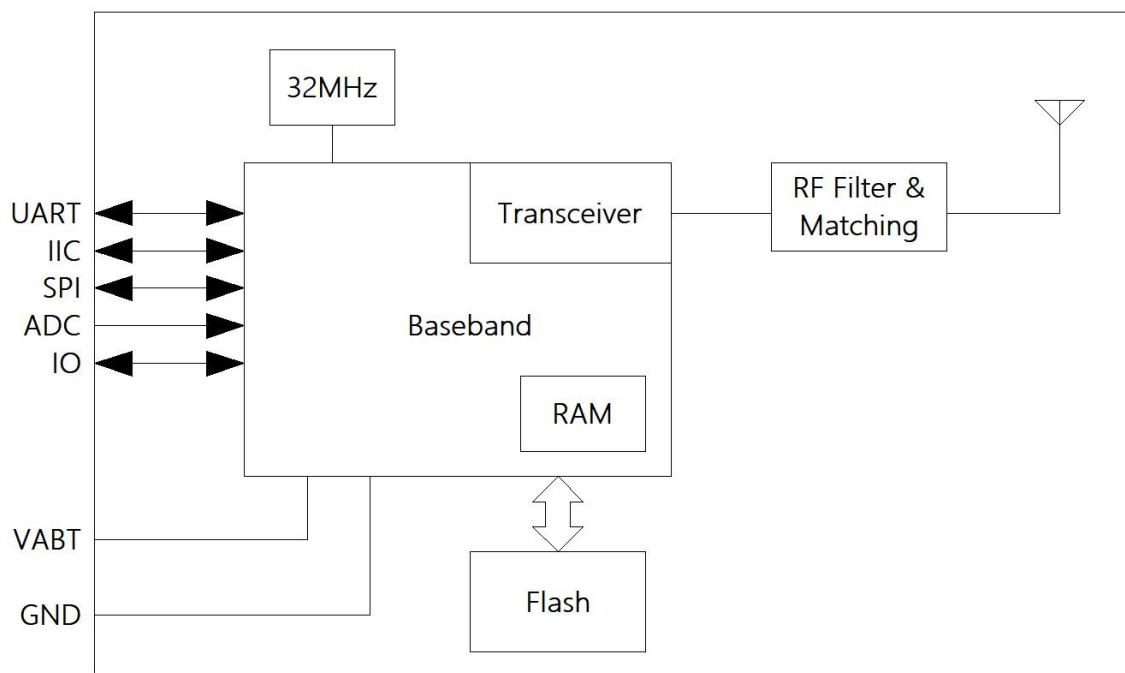 32MHz
Transceiver
RF Filter &
Matching
UART
IIC
SPI
ADC
IO
Baseband
RAM
VABT
GND
Flash